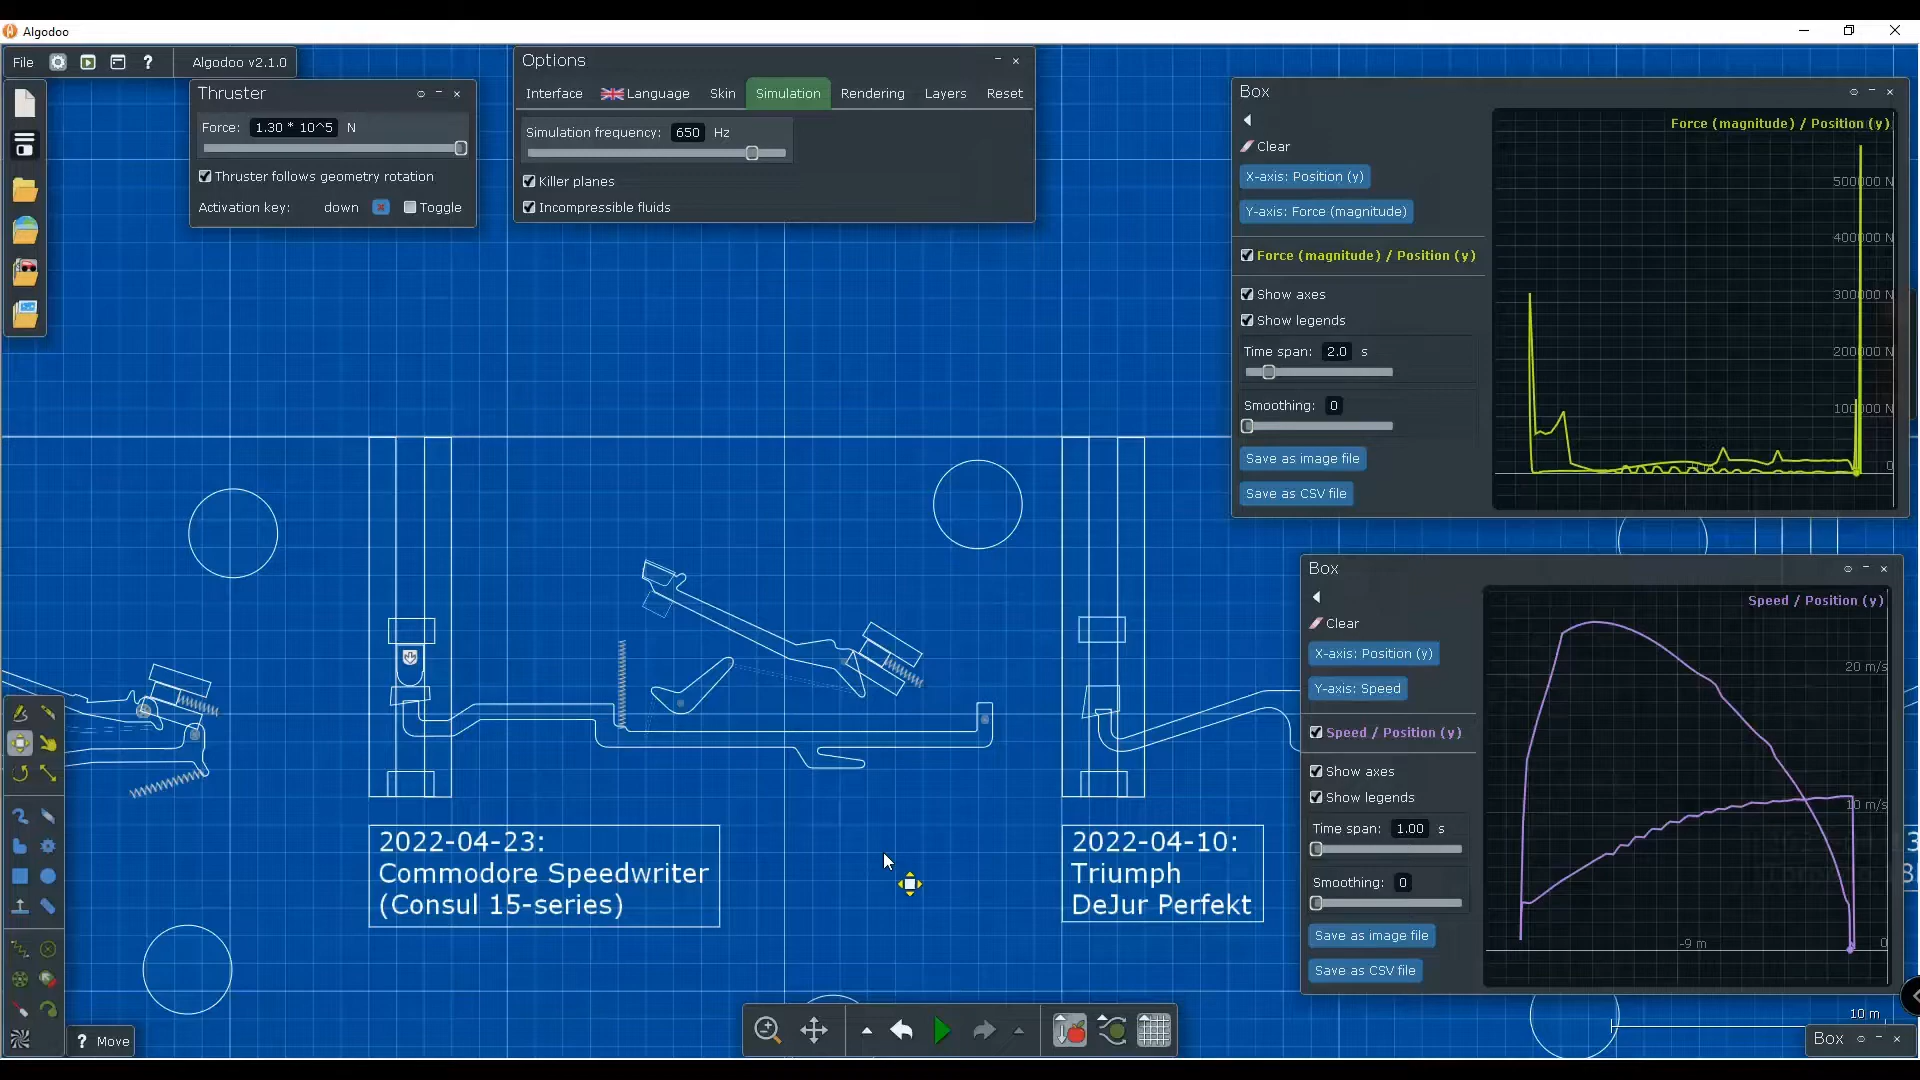 Algodoo
File
? Algodoo v2.1.0
Thruster
Force: 1.30 * 10^5 N
Thruster follows geometry rotation
Activation key: down Toggle
Options
Interface Language Skin Simulation Rendering Layers Reset
Simulation frequency: 650 Hz
Killer planes
Incompressible fluids
Box
Clear
X-axis: Position (y)
Y-axis: Force (magnitude)
Force (magnitude) / Position (y)
Show axes
Show legends
Time span: 2.0 s
Smoothing: 0
Save as image file
Save as CSV file
Force (magnitude) / Position (y)
500000 N
400000 N
300000 N
200000 N
100000 N
0
Box
Clear
X-axis: Position (y)
Y-axis: Speed
Speed / Position (y)
Show axes
Show legends
Time span: 1.00 s
Smoothing: 0
Save as image file
Save as CSV file
Speed / Position (y)
20 m/s
10 m/s
-9 m
0
2022-04-23:
Commodore Speedwriter
(Consul 15-series)
2022-04-10:
Triumph
DeJur Perfekt
? Move
10 m
Box